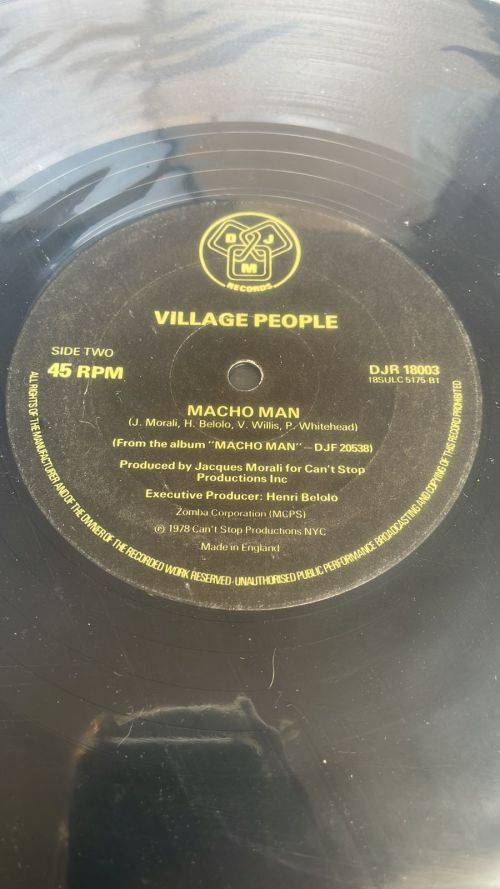 D J
M
RECORDS
VILLAGE PEOPLE
SIDE TWO
45 RPM
DJR 18003
18SULC 5175-B1
MACHO MAN
(J. Morali, H. Belolo, V. Willis, P. Whitehead)
(From the album "MACHO MAN" – DJF 20538)
Produced by Jacques Morali for Can't Stop
Productions Inc
Executive Producer: Henri Belolo
Zomba Corporation (MCPS)
℗ 1978 Can't Stop Productions NYC
Made in England
ALL RIGHTS OF THE MANUFACTURER AND OF THE OWNER OF THE RECORDED WORK RESERVED · UNAUTHORISED PUBLIC PERFORMANCE BROADCASTING AND COPYING OF THIS RECORD PROHIBITED